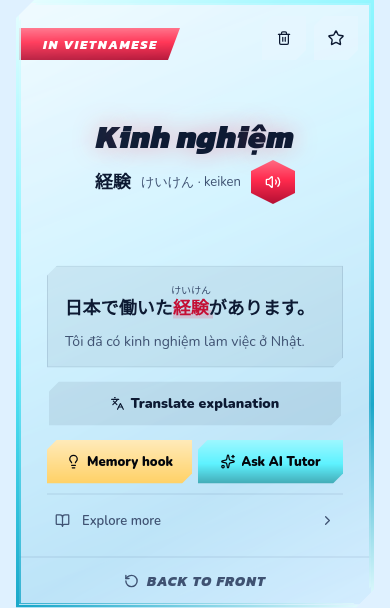 IN VIETNAMESE
Kinh nghiệm
経験 けいけん · keiken
けいけん
日本で働いた経験があります。
Tôi đã có kinh nghiệm làm việc ở Nhật.
Translate explanation
Memory hook
Ask AI Tutor
Explore more
BACK TO FRONT